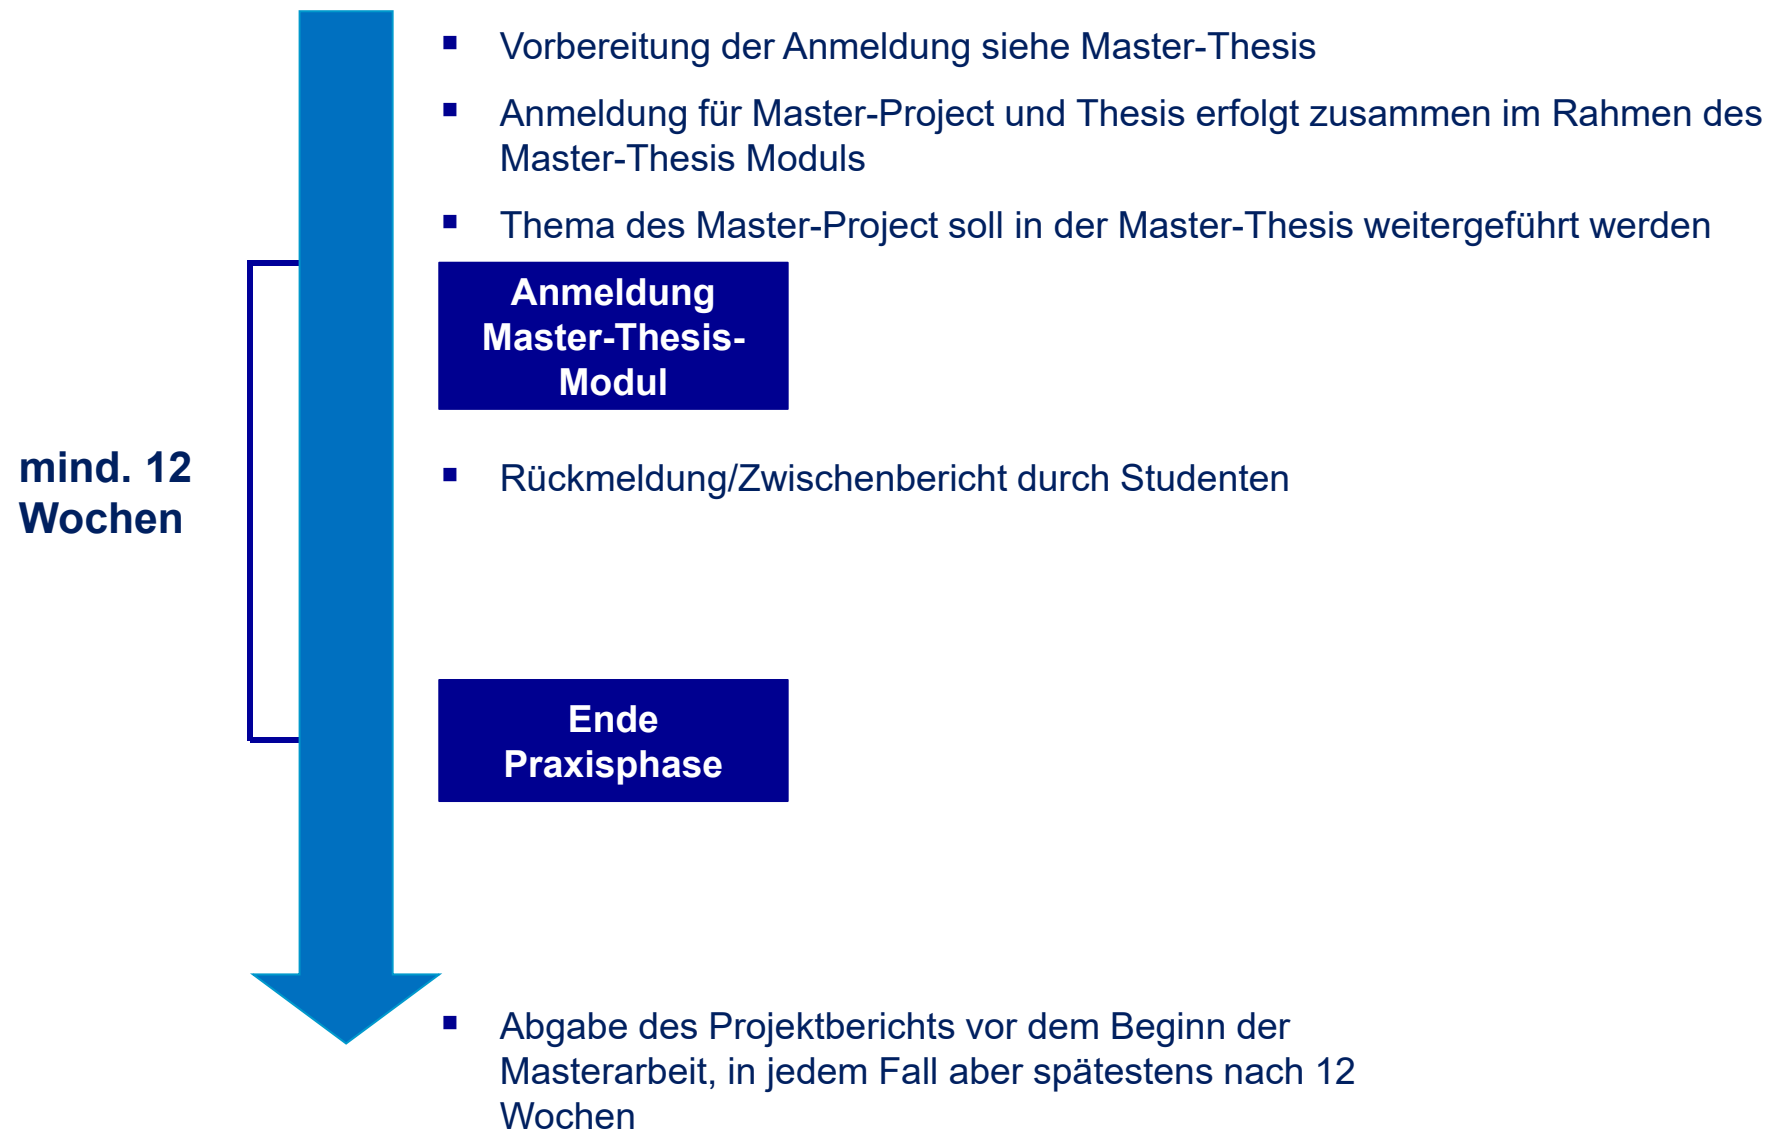 Vorbereitung der Anmeldung siehe Master-Thesis
Anmeldung für Master-Project und Thesis erfolgt zusammen im Rahmen des
Master-Thesis Moduls
Thema des Master-Project soll in der Master-Thesis weitergeführt werden
Anmeldung
Master-Thesis-
Modul
mind. 12
Wochen
Rückmeldung/Zwischenbericht durch Studenten
Ende
Praxisphase
Abgabe des Projektberichts vor dem Beginn der
Masterarbeit, in jedem Fall aber spätestens nach 12
Wochen